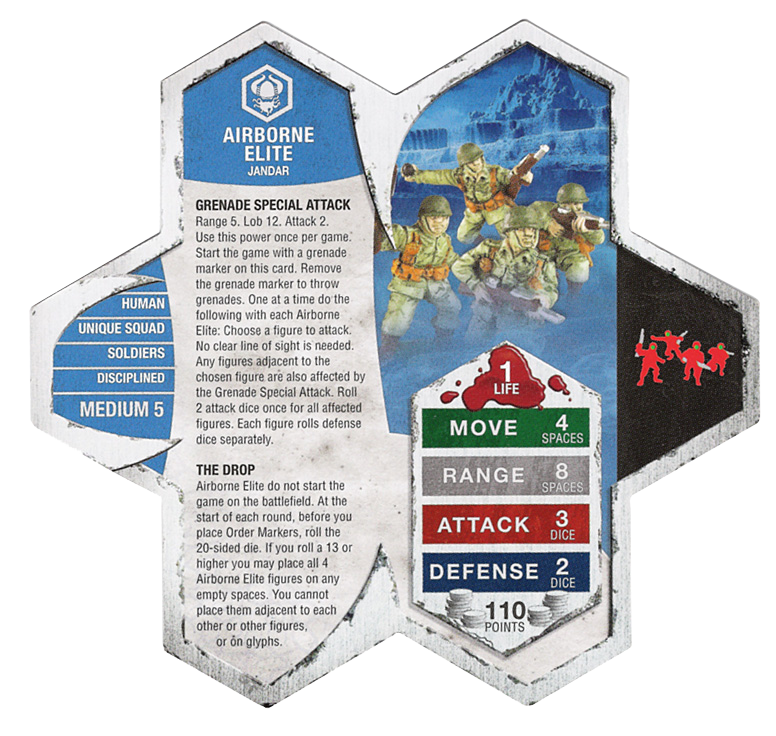 AIRBORNE
ELITE
JANDAR
GRENADE SPECIAL ATTACK
Range 5. Lob 12. Attack 2.
Use this power once per game.
Start the game with a grenade
marker on this card. Remove
the grenade marker to throw
grenades. One at a time do the
following with each Airborne
Elite: Choose a figure to attack.
No clear line of sight is needed.
Any figures adjacent to the
chosen figure are also affected by
the Grenade Special Attack. Roll
2 attack dice once for all affected
figures. Each figure rolls defense
dice separately.
THE DROP
Airborne Elite do not start the
game on the battlefield. At the
start of each round, before you
place Order Markers, roll the
20-sided die. If you roll a 13 or
higher you may place all 4
Airborne Elite figures on any
empty spaces. You cannot
place them adjacent to each
other or other figures,
or on glyphs.
HUMAN
UNIQUE SQUAD
SOLDIERS
DISCIPLINED
MEDIUM 5
1
LIFE
MOVE 4
SPACES
RANGE 8
SPACES
ATTACK 3
DICE
DEFENSE 2
DICE
110
POINTS